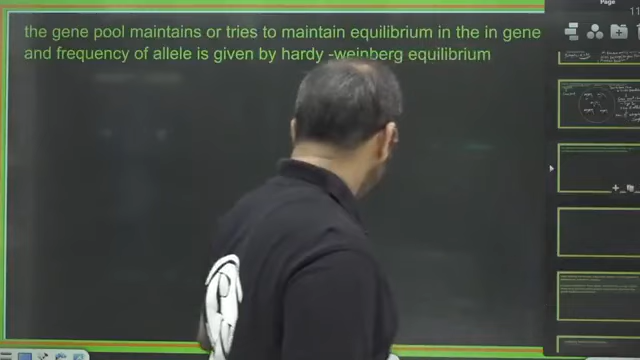 the gene pool maintains or tries to maintain equilibrium in the in gene
and frequency of allele is given by hardy -weinberg equilibrium
Page